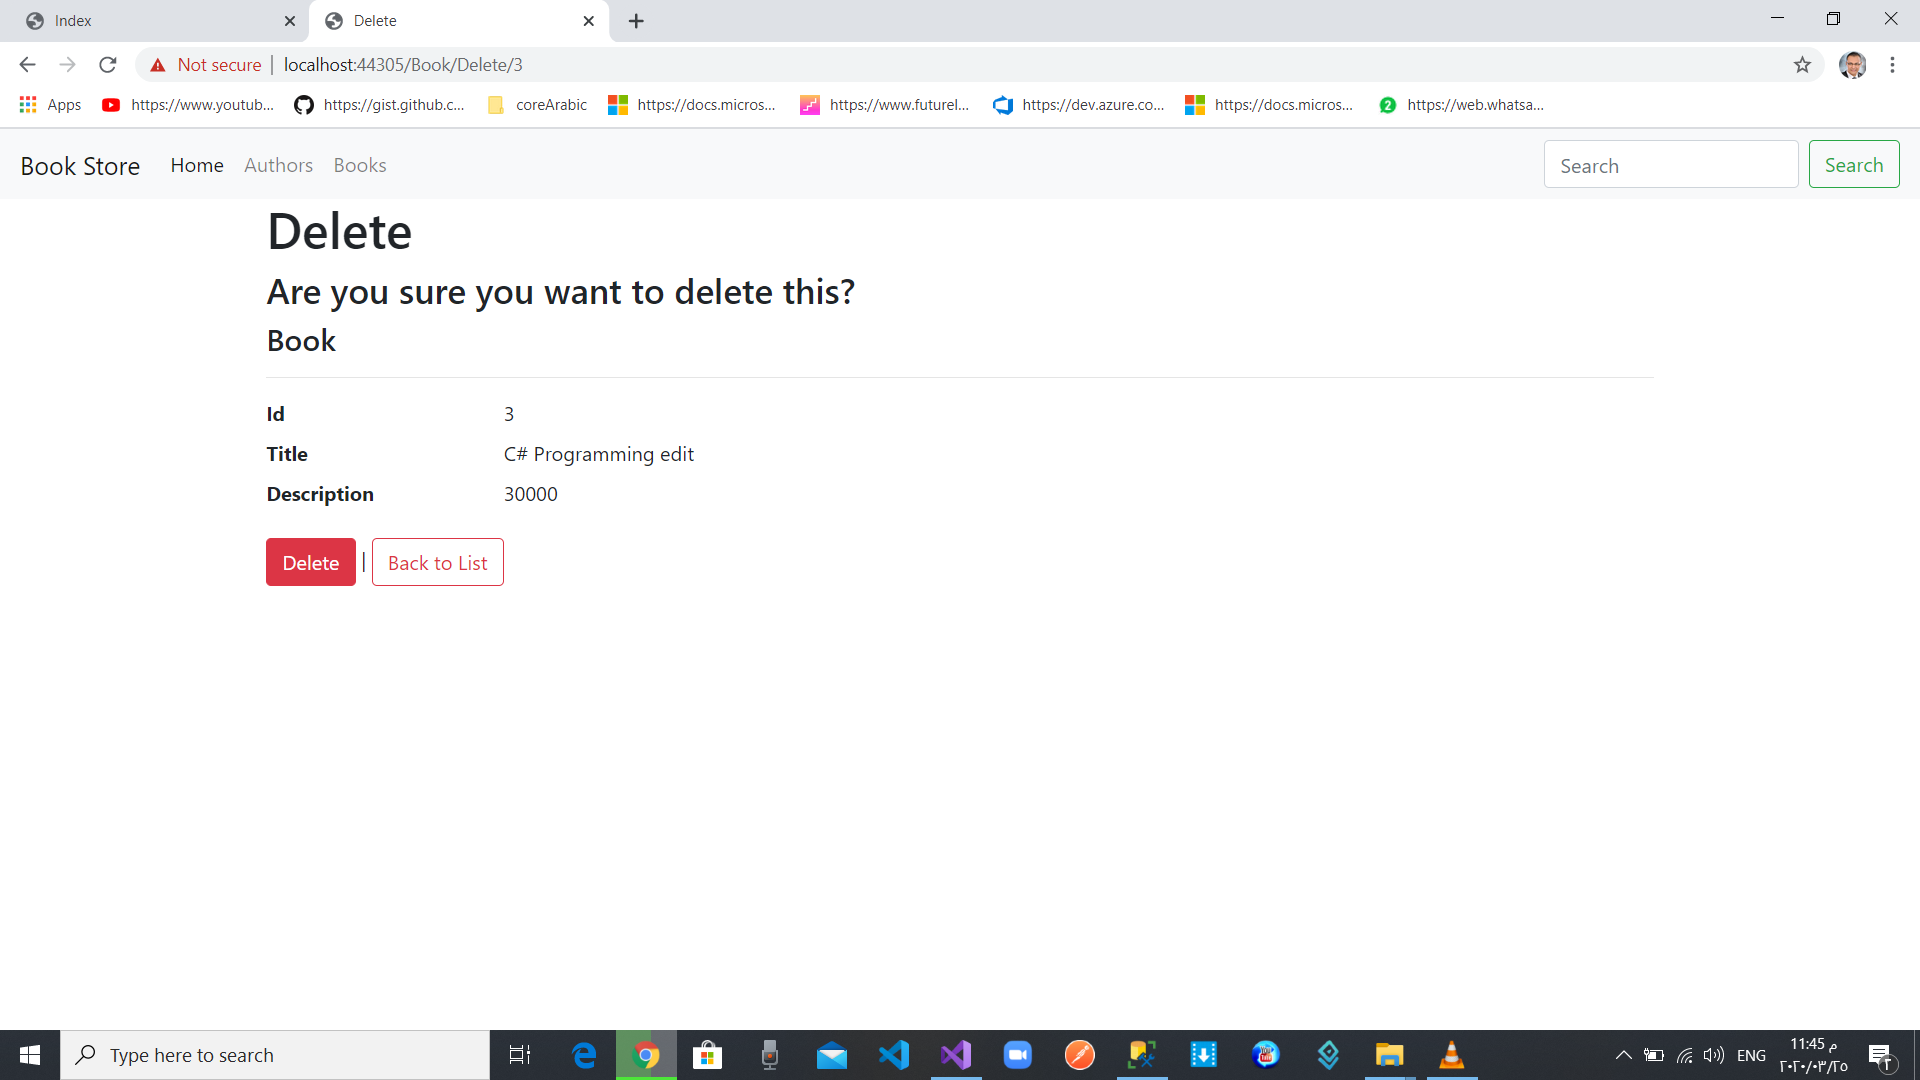 Index
Delete
Not secure
localhost:44305/Book/Delete/3
Apps
https://www.youtub...
https://gist.github.c...
coreArabic
https://docs.micros...
https://www.futurel...
https://dev.azure.co...
https://docs.micros...
2
https://web.whatsa...
Book Store
Home
Authors
Books
Search
Search
Delete
Are you sure you want to delete this?
Book
Id 3
Title C# Programming edit
Description 30000
Delete | Back to List
Type here to search
ENG
11:45 م
٢٠٢٠/٠٣/٢٥
٢